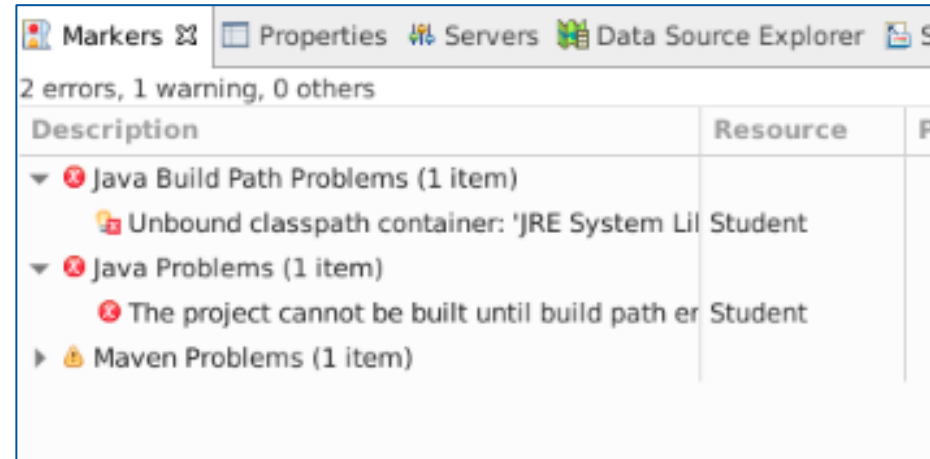 Markers Properties Servers Data Source Explorer S
2 errors, 1 warning, 0 others
Description Resource P
Java Build Path Problems (1 item)
Unbound classpath container: 'JRE System Li Student
Java Problems (1 item)
The project cannot be built until build path er Student
Maven Problems (1 item)